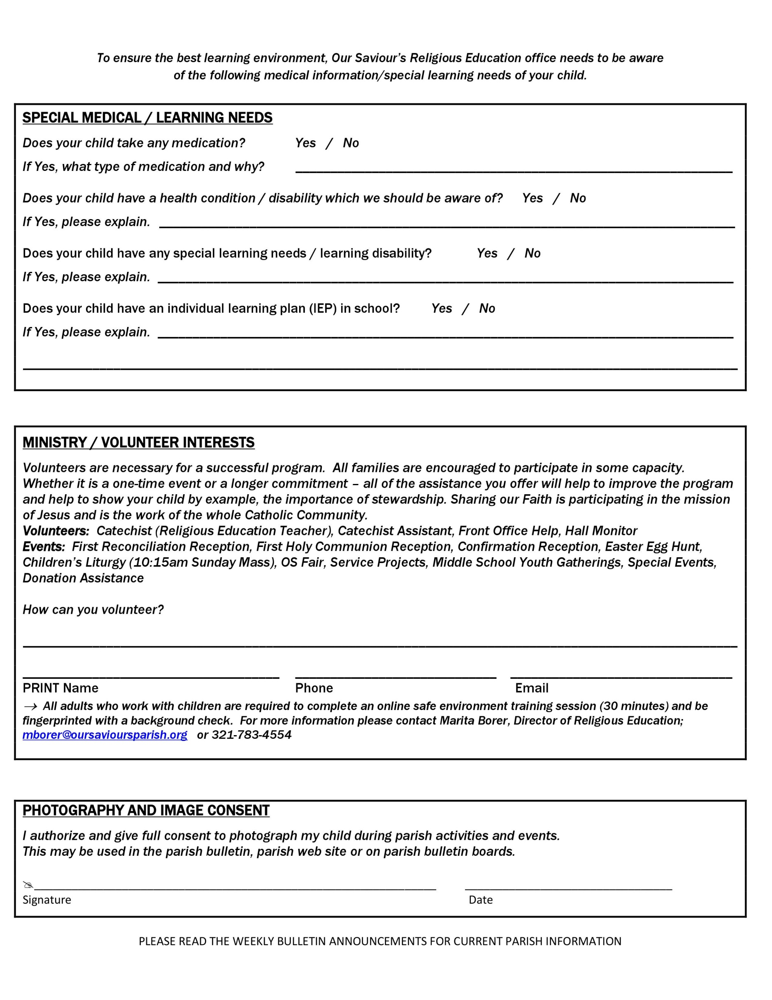 To ensure the best learning environment, Our Saviour’s Religious Education office needs to be aware
of the following medical information/special learning needs of your child.
SPECIAL MEDICAL / LEARNING NEEDS
Does your child take any medication? Yes / No
If Yes, what type of medication and why? ____________________
Does your child have a health condition / disability which we should be aware of? Yes / No
If Yes, please explain. ____________________
Does your child have any special learning needs / learning disability? Yes / No
If Yes, please explain. ____________________
Does your child have an individual learning plan (IEP) in school? Yes / No
If Yes, please explain. ____________________
MINISTRY / VOLUNTEER INTERESTS
Volunteers are necessary for a successful program. All families are encouraged to participate in some capacity.
Whether it is a one-time event or a longer commitment – all of the assistance you offer will help to improve the program
and help to show your child by example, the importance of stewardship. Sharing our Faith is participating in the mission
of Jesus and is the work of the whole Catholic Community.
Volunteers: Catechist (Religious Education Teacher), Catechist Assistant, Front Office Help, Hall Monitor
Events: First Reconciliation Reception, First Holy Communion Reception, Confirmation Reception, Easter Egg Hunt,
Children’s Liturgy (10:15am Sunday Mass), OS Fair, Service Projects, Middle School Youth Gatherings, Special Events,
Donation Assistance
How can you volunteer?
PRINT Name Phone Email
→ All adults who work with children are required to complete an online safe environment training session (30 minutes) and be
fingerprinted with a background check. For more information please contact Marita Borer, Director of Religious Education;
mborer@oursavioursparish.org or 321-783-4554
PHOTOGRAPHY AND IMAGE CONSENT
I authorize and give full consent to photograph my child during parish activities and events.
This may be used in the parish bulletin, parish web site or on parish bulletin boards.
Signature Date
PLEASE READ THE WEEKLY BULLETIN ANNOUNCEMENTS FOR CURRENT PARISH INFORMATION